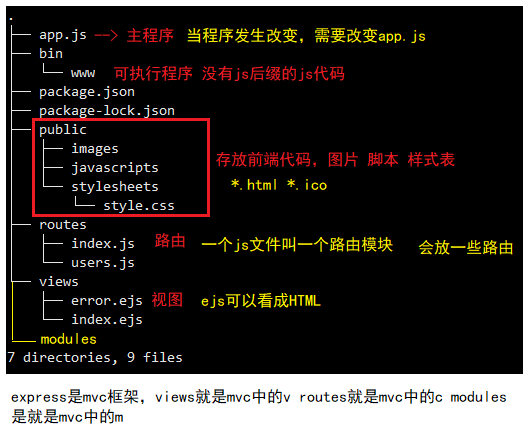 .
├── app.js --> 主程序 当程序发生改变，需要改变app.js
├── bin
│   └── www 可执行程序 没有js后缀的js代码
├── package.json
├── package-lock.json
├── public
│   ├── images
│   ├── javascripts 存放前端代码，图片 脚本 样式表
│   └── stylesheets *.html *.ico
│       └── style.css
├── routes
│   ├── index.js 路由 一个js文件叫一个路由模块 会放一些路由
│   └── users.js
├── views
│   ├── error.ejs 视图 ejs可以看成HTML
│   └── index.ejs
└── modules
7 directories, 9 files
express是mvc框架，views就是mvc中的v routes就是mvc中的c modules
是就是mvc中的m